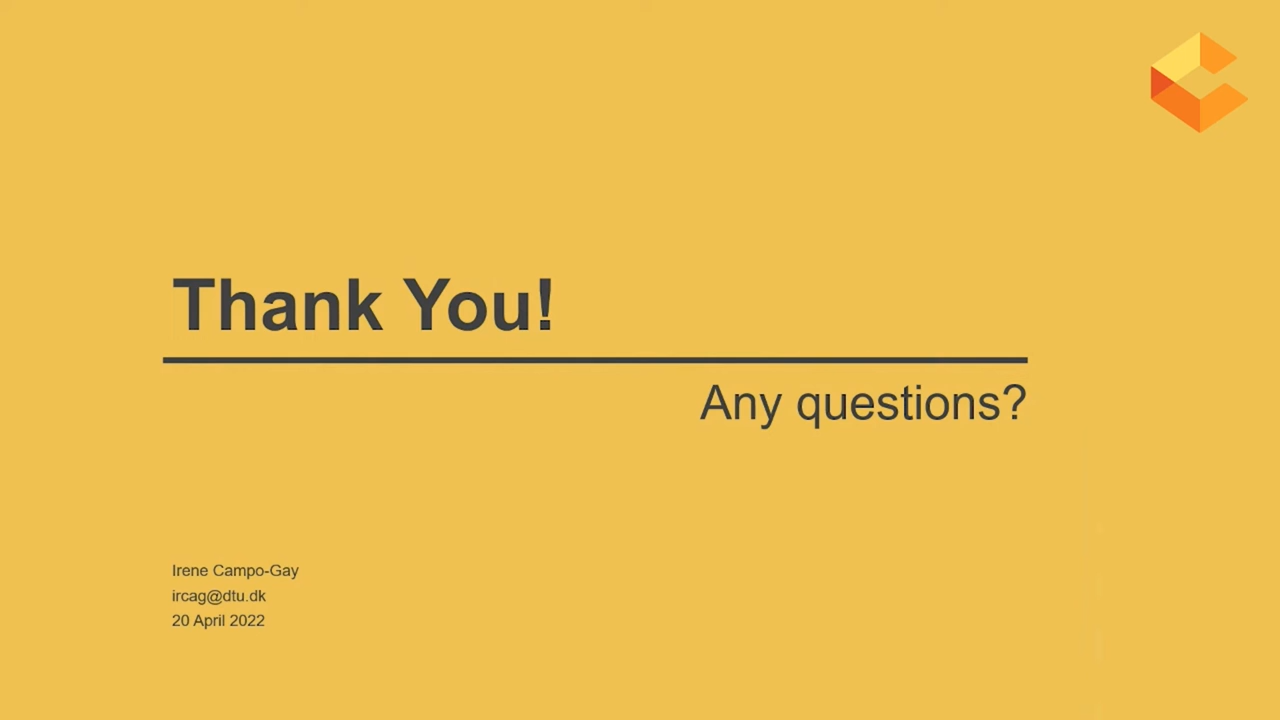 Thank You!
Any questions?
Irene Campo-Gay
ircag@dtu.dk
20 April 2022